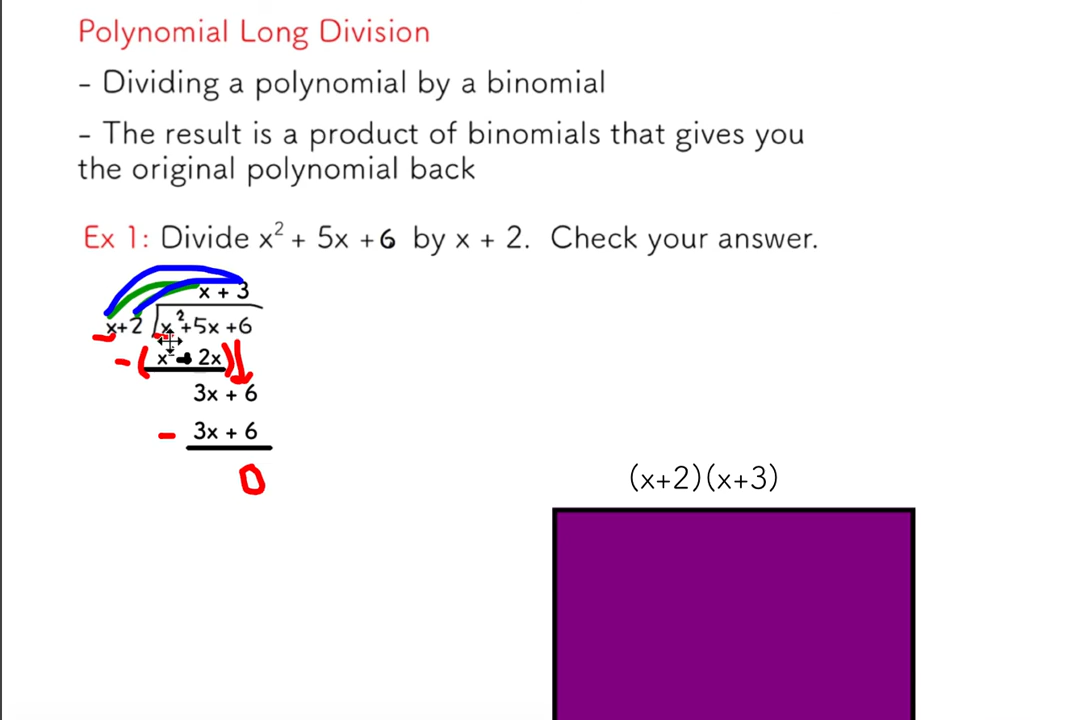 Polynomial Long Division
- Dividing a polynomial by a binomial
- The result is a product of binomials that gives you
the original polynomial back
Ex 1: Divide x² + 5x + 6 by x + 2. Check your answer.
x + 3
x+2 x²+5x +6
-( x² 2x)
3x + 6
- 3x + 6
0
(x+2)(x+3)